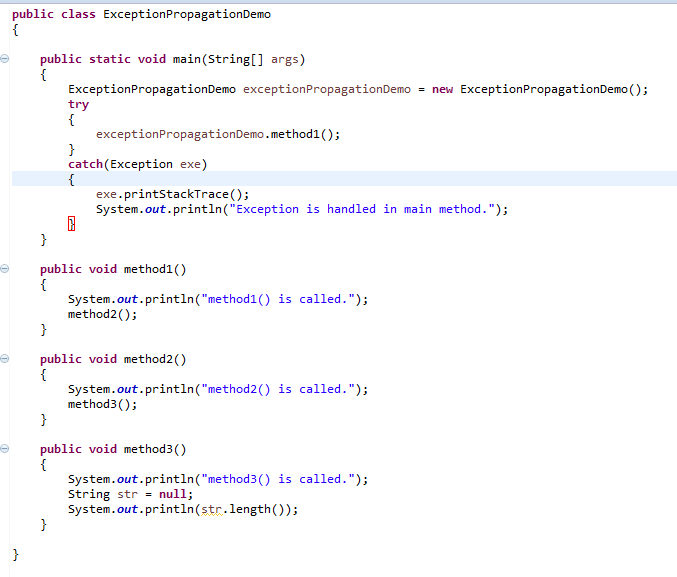 public class ExceptionPropagationDemo
{
public static void main(String[] args)
{
ExceptionPropagationDemo exceptionPropagationDemo = new ExceptionPropagationDemo();
try
{
exceptionPropagationDemo.method1();
}
catch(Exception exe)
{
exe.printStackTrace();
System.out.println("Exception is handled in main method.");
}
}
public void method1()
{
System.out.println("method1() is called.");
method2();
}
public void method2()
{
System.out.println("method2() is called.");
method3();
}
public void method3()
{
System.out.println("method3() is called.");
String str = null;
System.out.println(str.length());
}
}